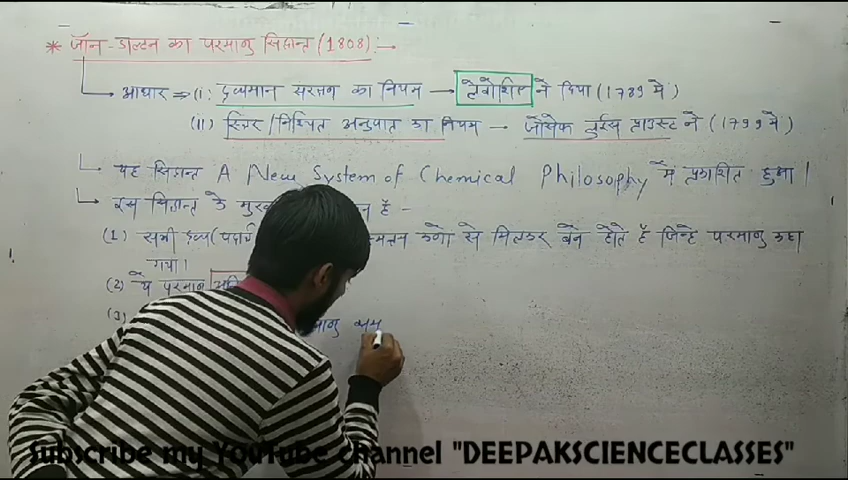 * जॉन-डाल्टन का परमाणु सिद्धान्त (1808):→
आधार ⇒ (i: द्रव्यमान संरक्षण का नियम → लेवोशिए ने दिया (1789 में)
(ii) स्थिर/निश्चित अनुपात का नियम → जोसेफ लुईस प्राउस्ट ने (1799 में)
यह सिद्धान्त A New System of Chemical Philosophy में प्रकाशित हुआ।
इस सिद्धान्त के हैं -
(1) सभी द्रव्य (पदार्थ कणों से मिलकर बने होते हैं जिन्हें परमाणु कहा
गया।
(2) ये परमाणु
(3)
Subscribe my YouTube channel "DEEPAKSCIENCECLASSES"